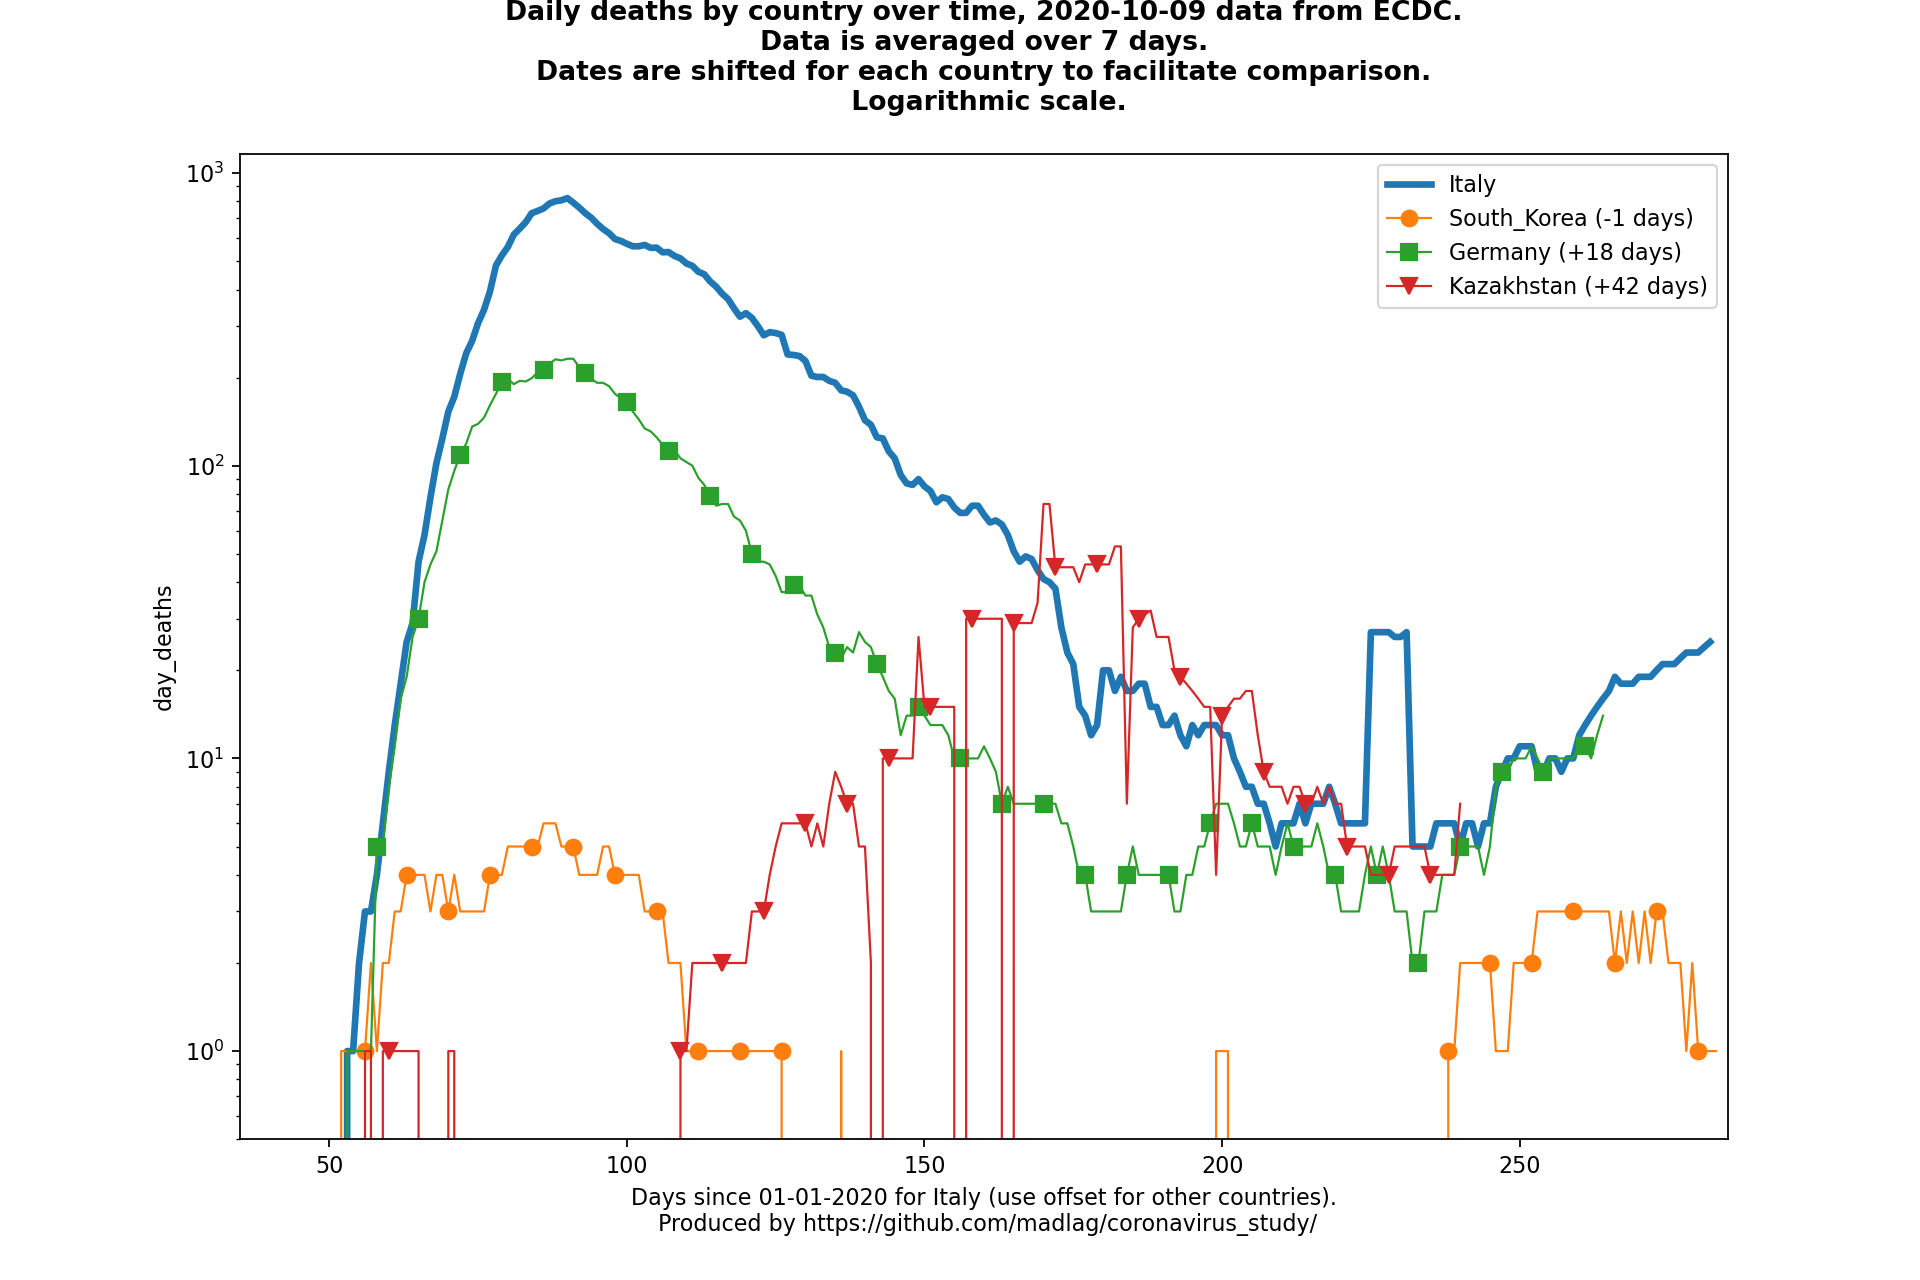 Daily deaths by country over time, 2020-10-09 data from ECDC.
Data is averaged over 7 days.
Dates are shifted for each country to facilitate comparison.
Logarithmic scale.
10³
10²
10¹
10⁰
day_deaths
Italy
South_Korea (-1 days)
Germany (+18 days)
Kazakhstan (+42 days)
50 100 150 200 250
Days since 01-01-2020 for Italy (use offset for other countries).
Produced by https://github.com/madlag/coronavirus_study/